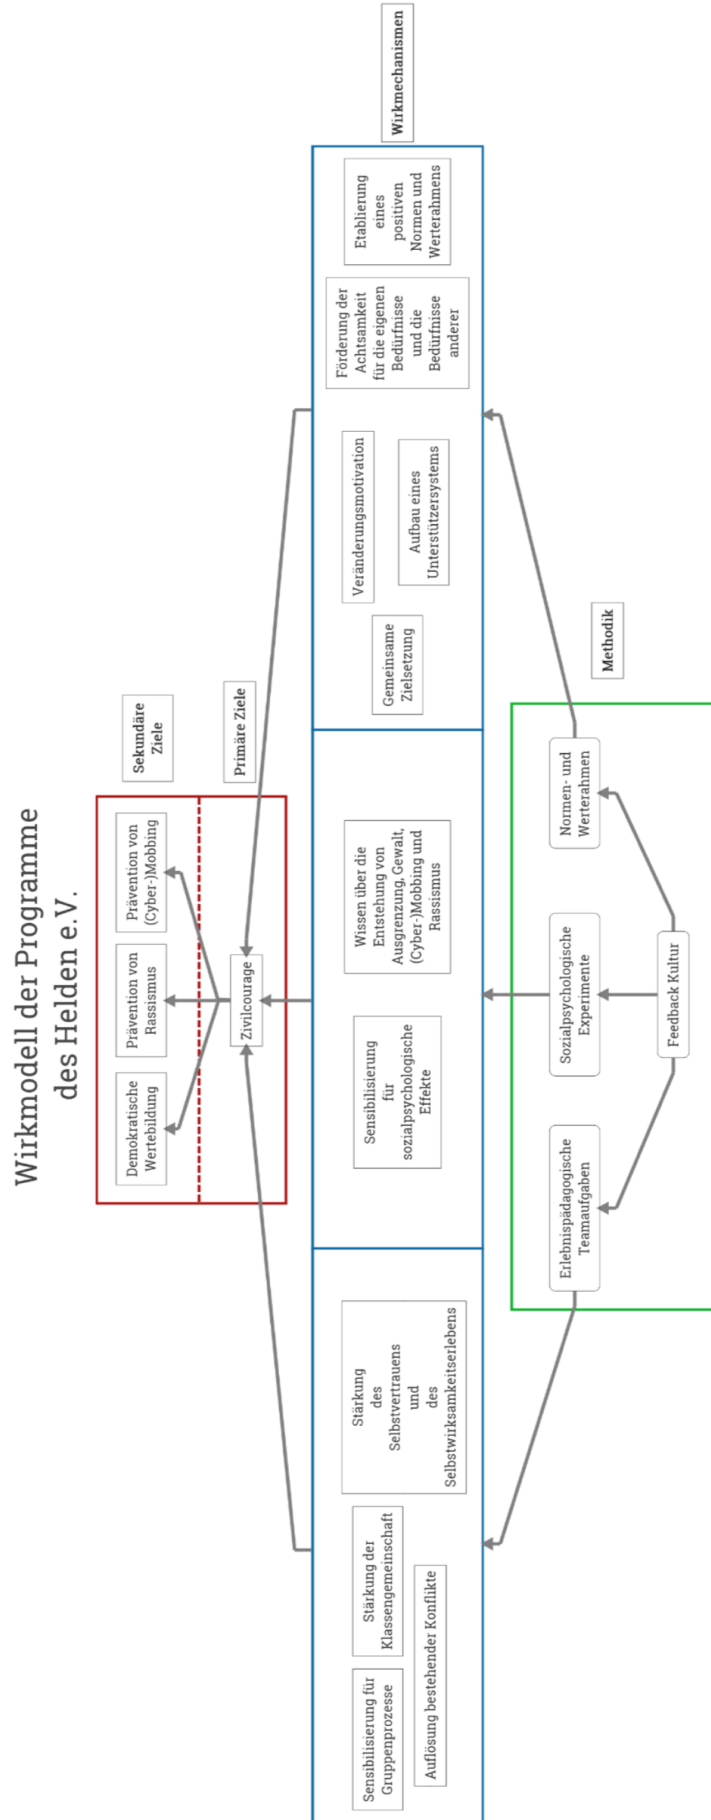 Wirkmodell der Programme
des Helden e.V.
Demokratische
Wertebildung
Prävention von
Rassismus
Prävention von
(Cyber-)Mobbing
Sekundäre
Ziele
Zivilcourage
Primäre Ziele
Sensibilisierung für
Gruppenprozesse
Stärkung der
Klassengemeinschaft
Auflösung bestehender Konflikte
Stärkung
des
Selbstvertrauens
und
des
Selbstwirksamkeitserlebens
Sensibilisierung
für
sozialpsychologische
Effekte
Wissen über die
Entstehung von
Ausgrenzung, Gewalt,
(Cyber-)Mobbing und
Rassismus
Gemeinsame
Zielsetzung
Veränderungsmotivation
Aufbau eines
Unterstützersystems
Förderung der
Achtsamkeit
für die eigenen
Bedürfnisse
und die
Bedürfnisse
anderer
Etablierung
eines
positiven
Normen und
Werterahmens
Wirkmechanismen
Erlebnispädagogische
Teamaufgaben
Sozialpsychologische
Experimente
Normen- und
Werterahmen
Methodik
Feedback Kultur